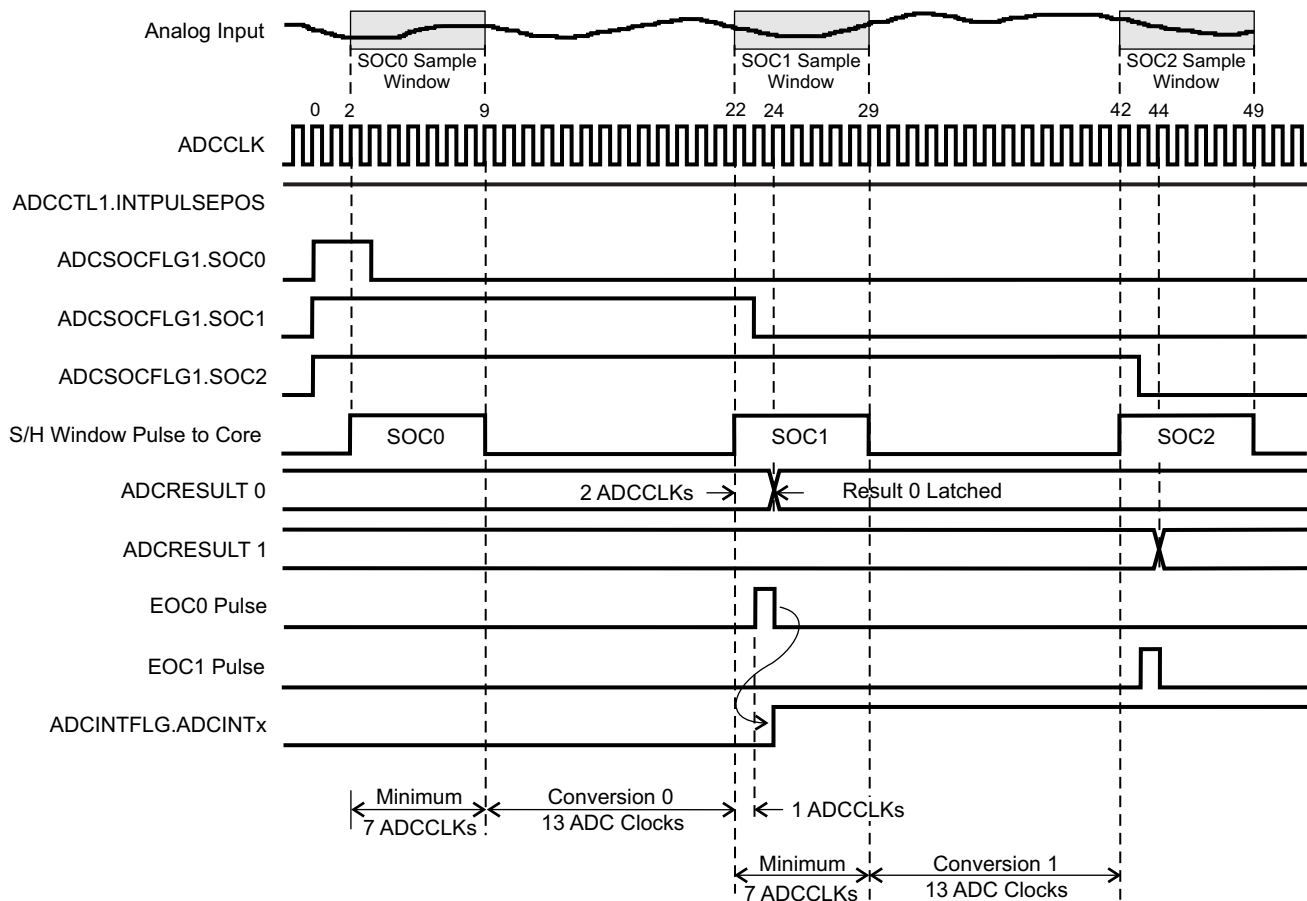 Analog Input
SOC0 Sample
Window
SOC1 Sample
Window
SOC2 Sample
Window
0 2 9 22 24 29 42 44 49
ADCCLK
ADCCTL1.INTPULSEPOS
ADCSOCFLG1.SOC0
ADCSOCFLG1.SOC1
ADCSOCFLG1.SOC2
S/H Window Pulse to Core
SOC0
SOC1
SOC2
ADCRESULT 0
2 ADCCLKs
Result 0 Latched
ADCRESULT 1
EOC0 Pulse
EOC1 Pulse
ADCINTFLG.ADCINTx
Minimum
7 ADCCLKs
Conversion 0
13 ADC Clocks
1 ADCCLKs
Minimum
7 ADCCLKs
Conversion 1
13 ADC Clocks